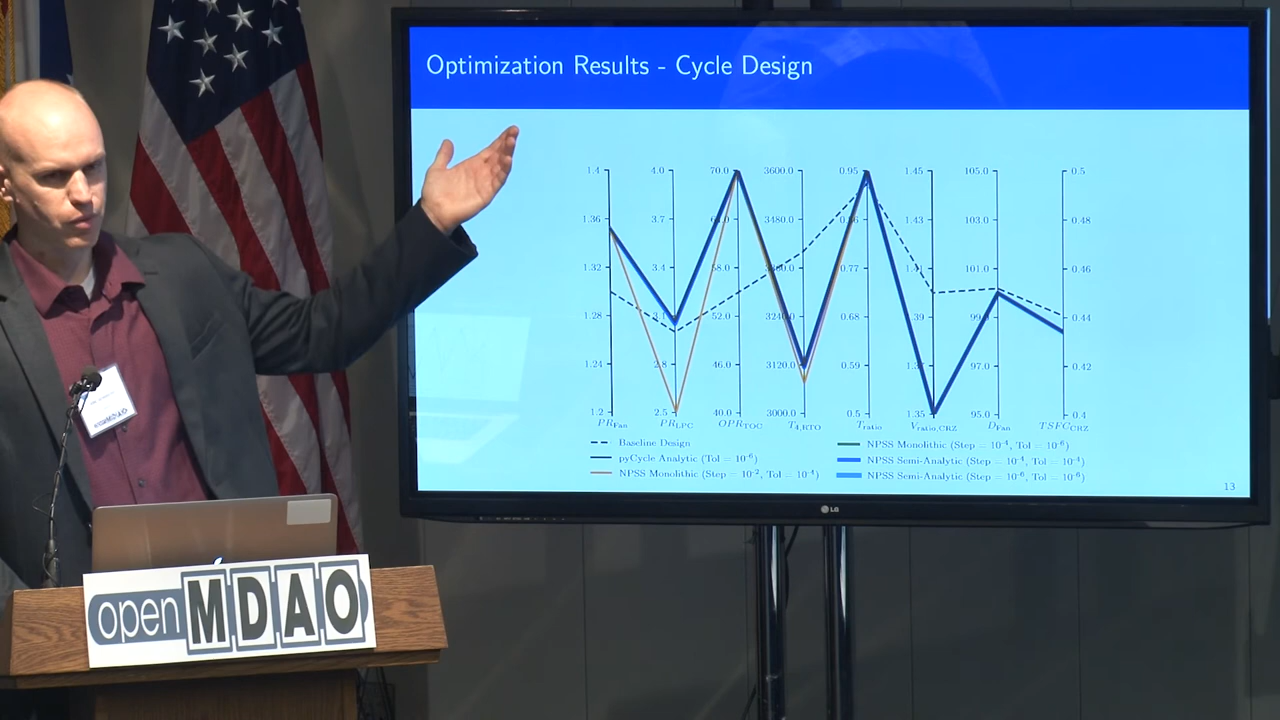 Optimization Results - Cycle Design
1.4 4.0 70.0 3600.0 0.95 1.45 105.0 0.5
1.36 3.7 3480.0 1.43 103.0 0.48
1.32 3.4 58.0 0.77 101.0 0.46
1.28 3.1 52.0 0.68 0.44
1.24 46.0 3120.0 0.59 97.0 0.42
1.2 2.5 40.0 3000.0 0.5 1.35 95.0 0.4
PR_Fan PR_LPC OPR_TOC T_4,RTO T_ratio V_ratio,CRZ D_Fan TSFC_CRZ
Baseline Design
pyCycle Analytic (Tol = 10^-6)
NPSS Monolithic (Step = 10^-2, Tol = 10^-4)
NPSS Monolithic (Step = 10^-4, Tol = 10^-6)
NPSS Semi-Analytic (Step = 10^-4, Tol = 10^-4)
NPSS Semi-Analytic (Step = 10^-6, Tol = 10^-6)
13
LG
open MDAO